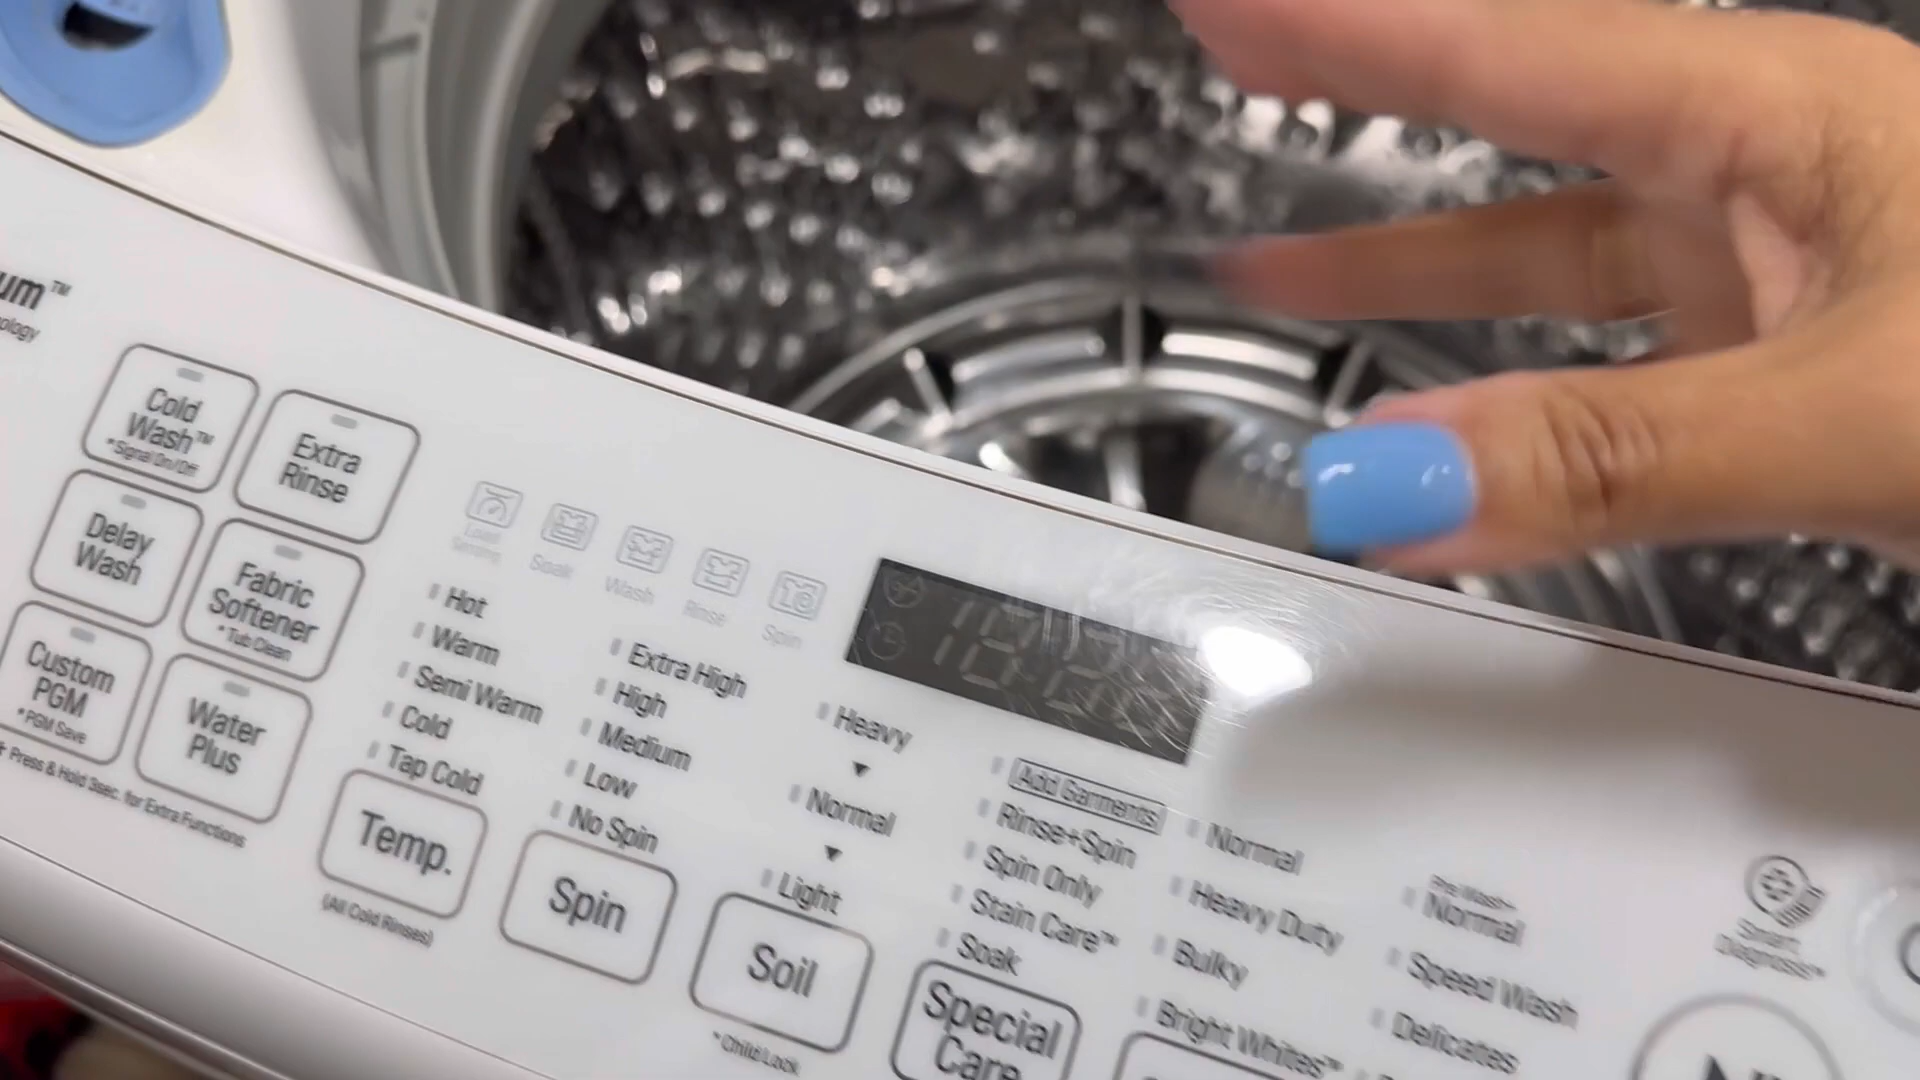 um™
Cold
Wash™
*Signal On/Off
Extra
Rinse
Delay
Wash
Fabric
Softener
*Tub Clean
Custom
PGM
*PGM Save
Water
Plus
* Press & Hold 3sec. for Extra Functions
Load
Sensing
Soak
Wash
Rinse
Spin
Hot
Warm
Semi Warm
Cold
Tap Cold
Temp.
(All Cold Rinses)
Extra High
High
Medium
Low
No Spin
Spin
Heavy
Normal
Light
Soil
*Child Lock
Add Garments
Rinse+Spin
Spin Only
Stain Care™
Soak
Special
Care
Normal
Heavy Duty
Bulky
Bright Whites™
Pre Wash+
Normal
Speed Wash
Delicates
Smart
Diagnosis™